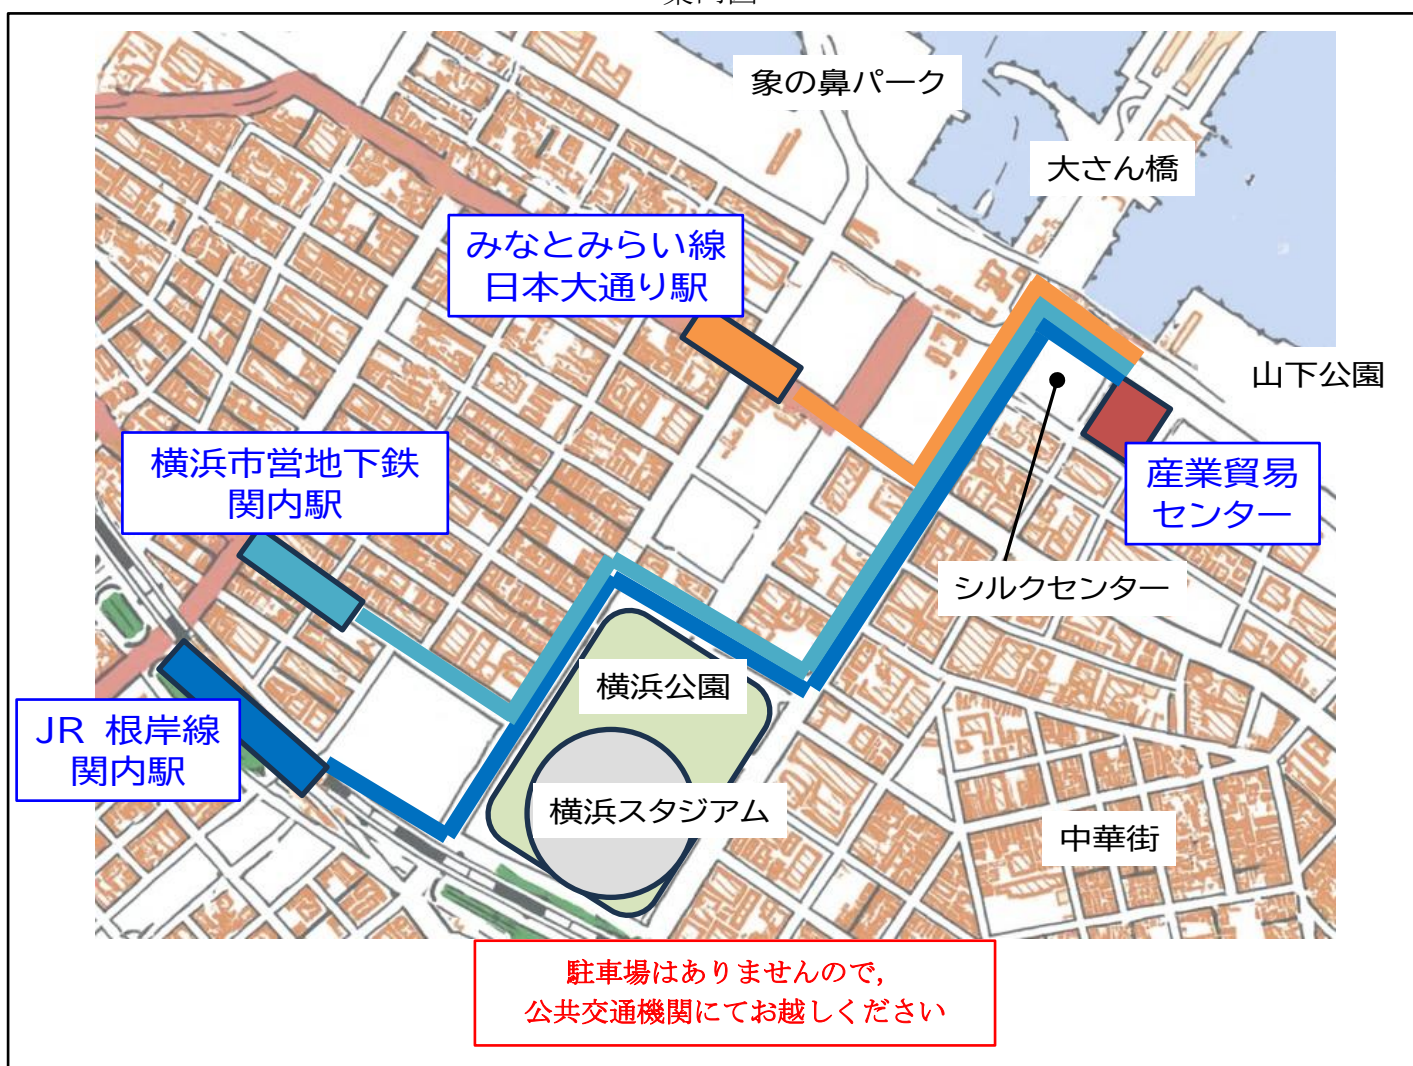 案内図
象の鼻パーク
大さん橋
みなとみらい線
日本大通り駅
山下公園
横浜市営地下鉄
関内駅
産業貿易
センター
シルクセンター
横浜公園
JR 根岸線
関内駅
横浜スタジアム
中華街
駐車場はありませんので,
公共交通機関にてお越しください